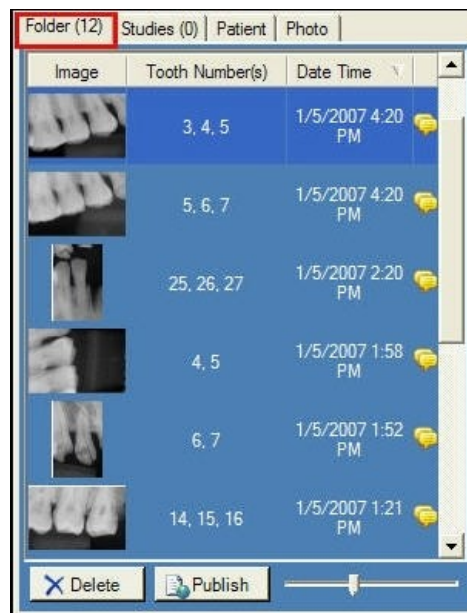 Folder (12) Studies (0) Patient Photo
Image Tooth Number(s) Date Time
3, 4, 5 1/5/2007 4:20
PM
5, 6, 7 1/5/2007 4:20
PM
25, 26, 27 1/5/2007 2:20
PM
4, 5 1/5/2007 1:58
PM
6, 7 1/5/2007 1:52
PM
14, 15, 16 1/5/2007 1:21
PM
Delete Publish